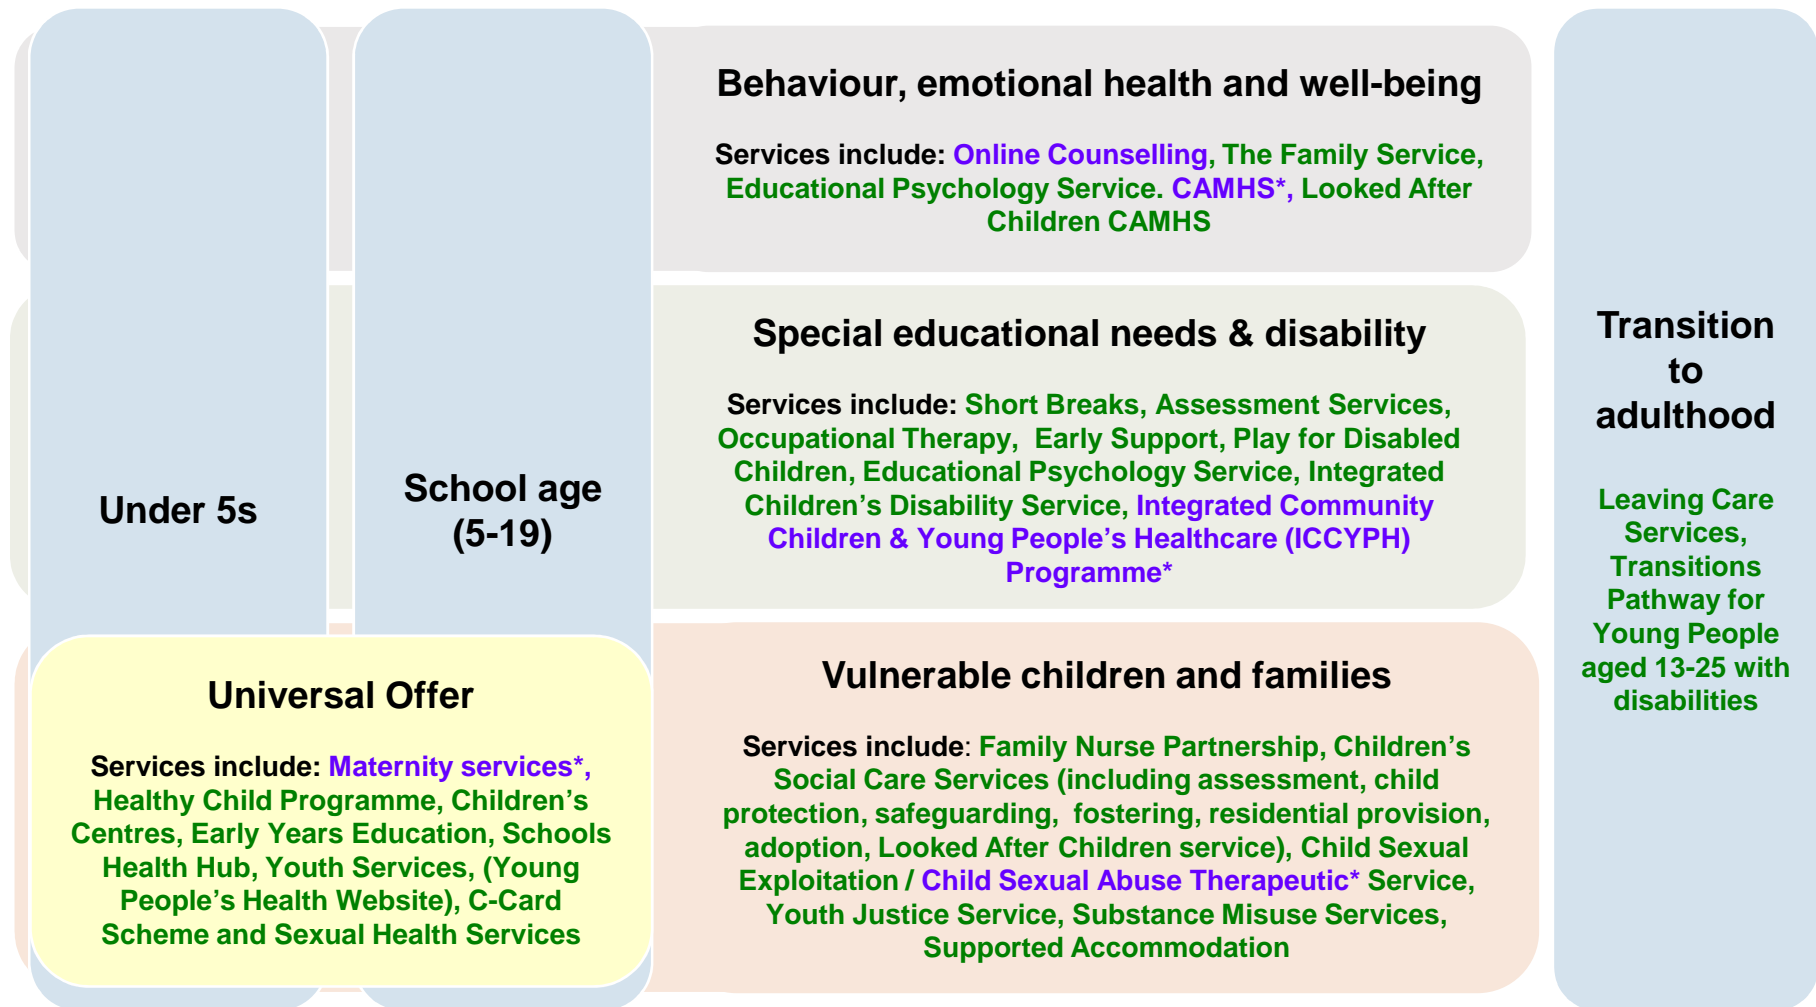 Behaviour, emotional health and well-being
Services include: Online Counselling, The Family Service,
Educational Psychology Service. CAMHS*, Looked After
Children CAMHS
Special educational needs & disability
Services include: Short Breaks, Assessment Services,
Occupational Therapy, Early Support, Play for Disabled
Children, Educational Psychology Service, Integrated
Children's Disability Service, Integrated Community
Children & Young People's Healthcare (ICCYPH)
Programme*
Under 5s
School age
(5-19)
Universal Offer
Services include: Maternity services*,
Healthy Child Programme, Children's
Centres, Early Years Education, Schools
Health Hub, Youth Services, (Young
People's Health Website), C-Card
Scheme and Sexual Health Services
Vulnerable children and families
Services include: Family Nurse Partnership, Children's
Social Care Services (including assessment, child
protection, safeguarding, fostering, residential provision,
adoption, Looked After Children service), Child Sexual
Exploitation / Child Sexual Abuse Therapeutic* Service,
Youth Justice Service, Substance Misuse Services,
Supported Accommodation
Transition
to
adulthood
Leaving Care
Services,
Transitions
Pathway for
Young People
aged 13-25 with
disabilities